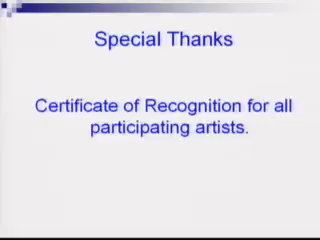 Special Thanks
Certificate of Recognition for all
participating artists.